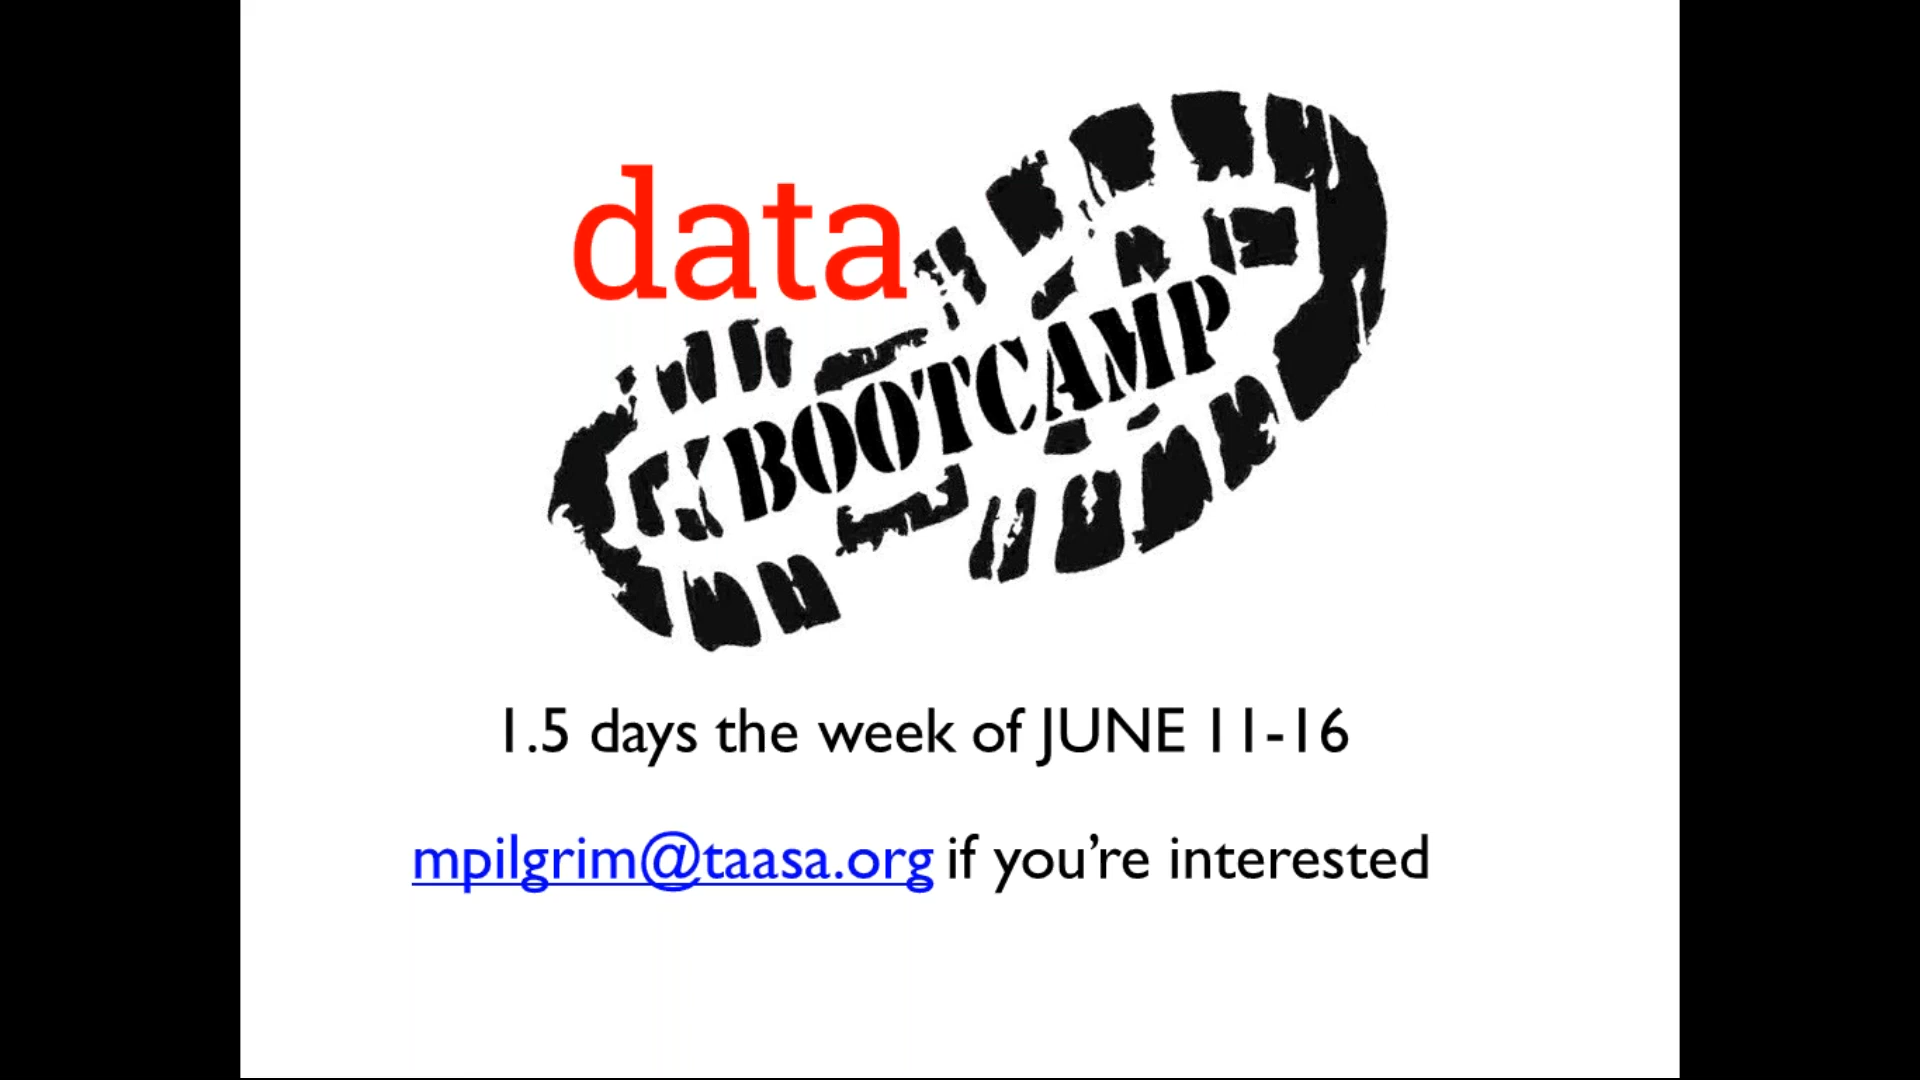 data
BOOTCAMP
1.5 days the week of JUNE 11-16
mpilgrim@taasa.org if you’re interested